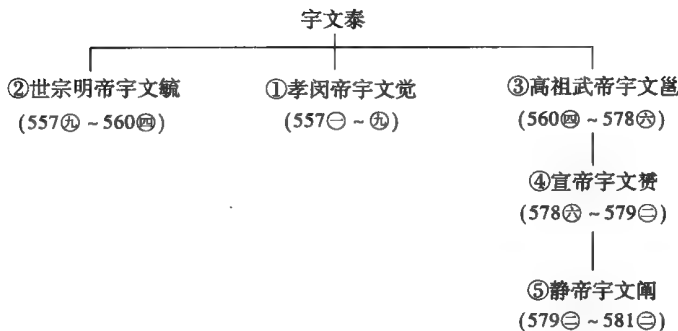 宇文泰
②世宗明帝宇文毓 ①孝闵帝宇文觉 ③高祖武帝宇文邕
(557㊈~560㊃) (557㊀~㊈) (560㊃~578㊅)
④宣帝宇文赟
(578㊅~579㊁)
⑤静帝宇文阐
(579㊁~581㊁)